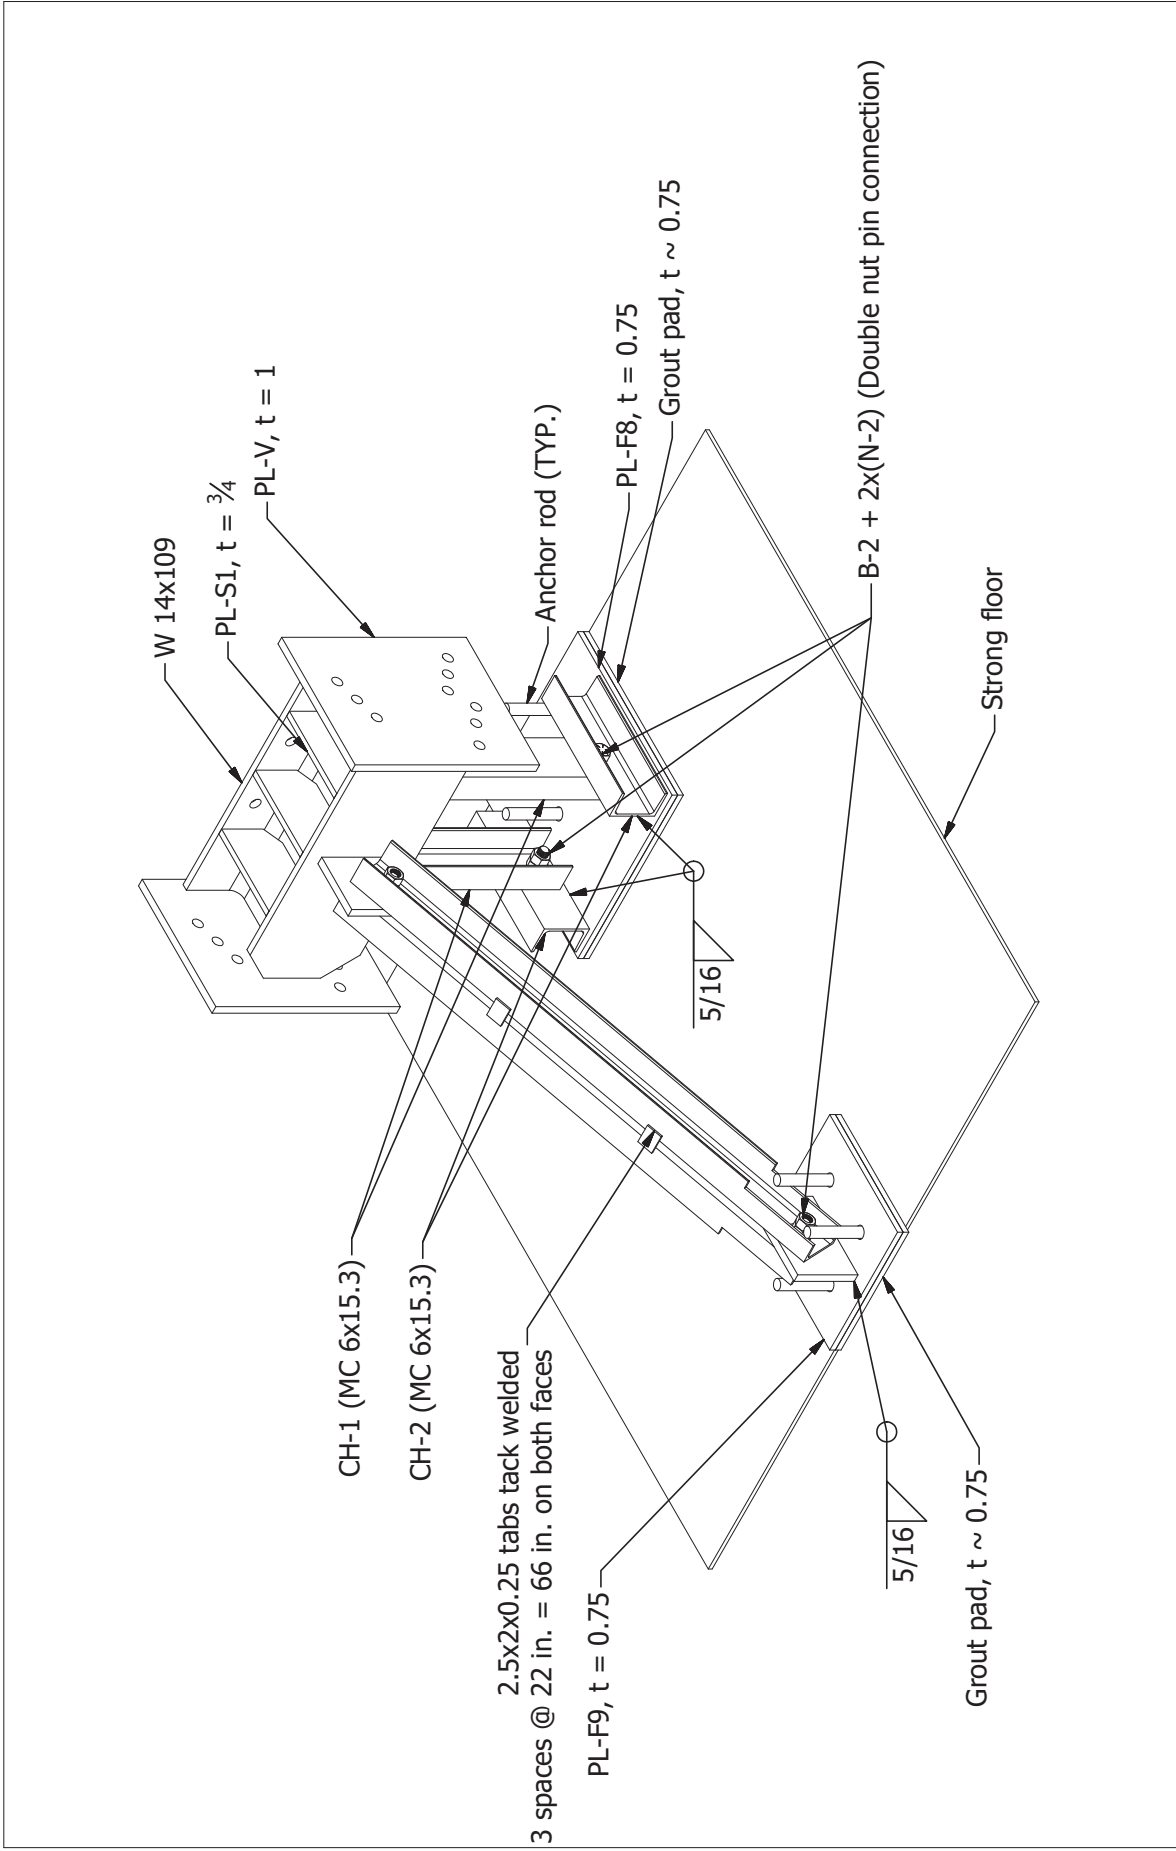 W 14x109
PL-S1, t = ¾
PL-V, t = 1
Anchor rod (TYP.)
PL-F8, t = 0.75
Grout pad, t ~ 0.75
B-2 + 2x(N-2) (Double nut pin connection)
Strong floor
CH-1 (MC 6x15.3)
CH-2 (MC 6x15.3)
2.5x2x0.25 tabs tack welded
3 spaces @ 22 in. = 66 in. on both faces
5/16
PL-F9, t = 0.75
5/16
Grout pad, t ~ 0.75